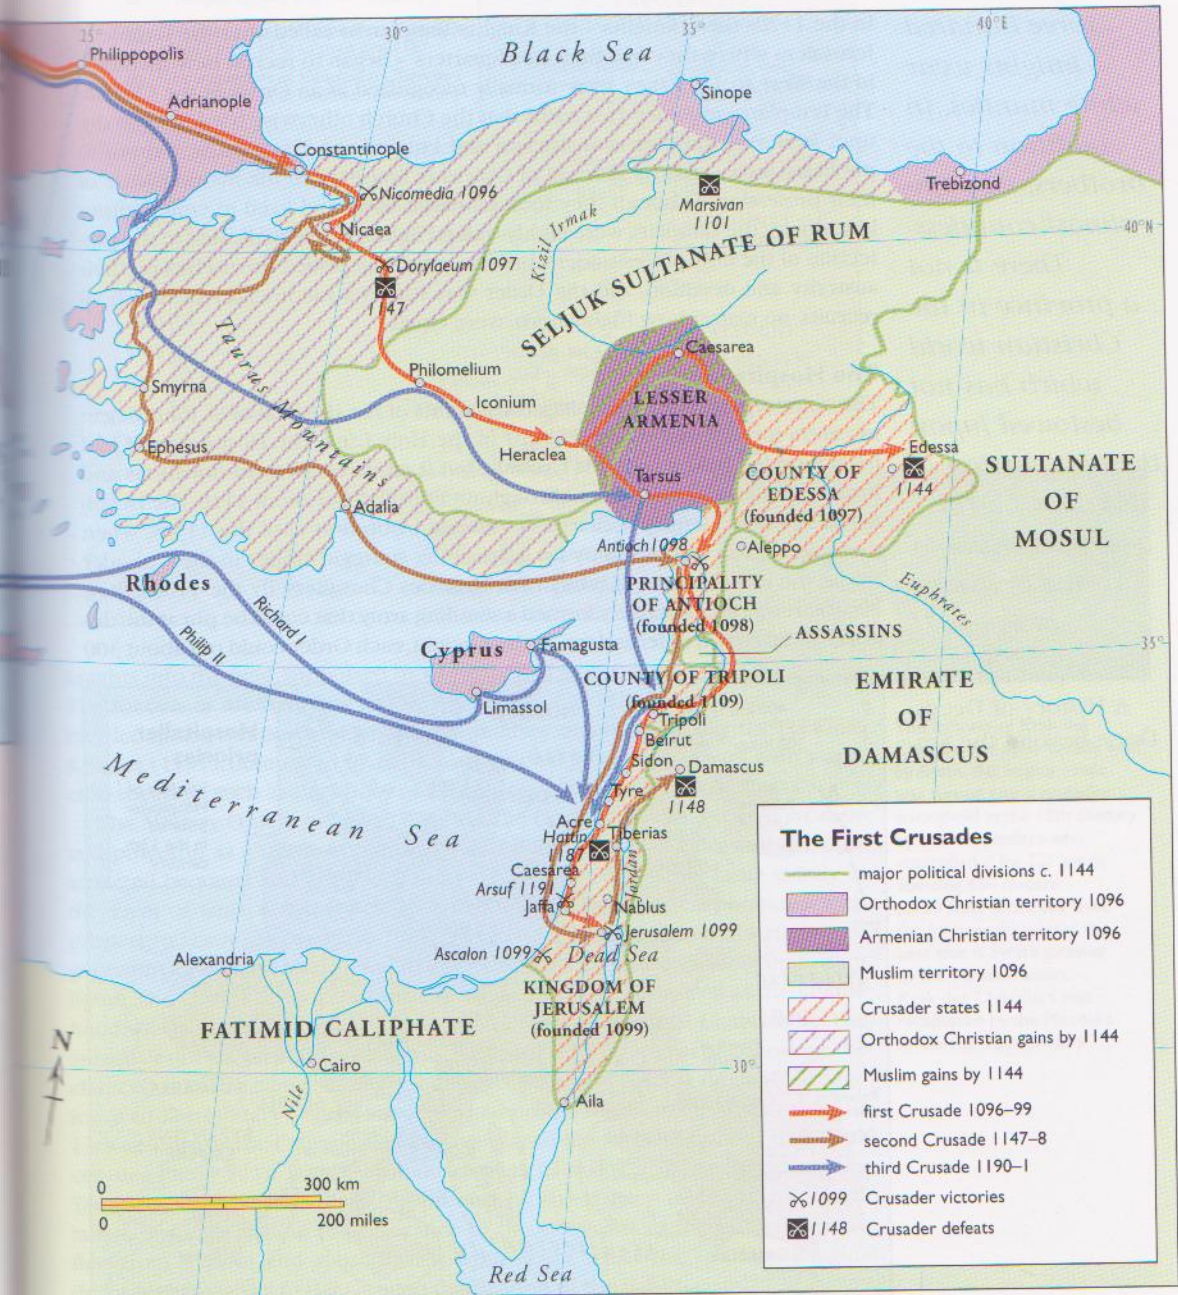 25°
30°
35°
40°E
Black Sea
Philippopolis
Adrianople
Constantinople
Sinope
Trebizond
Nicomedia 1096
Marsivan
1101
40°N
Nicaea
Kizil Irmak
SELJUK SULTANATE OF RUM
Dorylaeum 1097
1147
Taurus Mountains
Caesarea
Philomelium
Smyrna
LESSER
ARMENIA
Iconium
Ephesus
Heraclea
Edessa
1144
COUNTY OF
EDESSA
(founded 1097)
SULTANATE
OF
MOSUL
Tarsus
Adalia
Antioch 1098
Aleppo
Rhodes
PRINCIPALITY
OF ANTIOCH
(founded 1098)
Euphrates
Richard I
Philip II
ASSASSINS
35°
Cyprus
Famagusta
COUNTY OF TRIPOLI
(founded 1109)
EMIRATE
OF
DAMASCUS
Limassol
Tripoli
Beirut
Sidon
Damascus
1148
Mediterranean Sea
Tyre
Acre
Hattin
1187
Tiberias
Jordan
Caesarea
Arsuf 1191
Jaffa
Nablus
Jerusalem 1099
Ascalon 1099
Dead Sea
Alexandria
KINGDOM OF
JERUSALEM
(founded 1099)
FATIMID CALIPHATE
N
Cairo
30°
Nile
Aila
0 300 km
0 200 miles
Red Sea
The First Crusades
major political divisions c. 1144
Orthodox Christian territory 1096
Armenian Christian territory 1096
Muslim territory 1096
Crusader states 1144
Orthodox Christian gains by 1144
Muslim gains by 1144
first Crusade 1096–99
second Crusade 1147–8
third Crusade 1190–1
1099 Crusader victories
1148 Crusader defeats